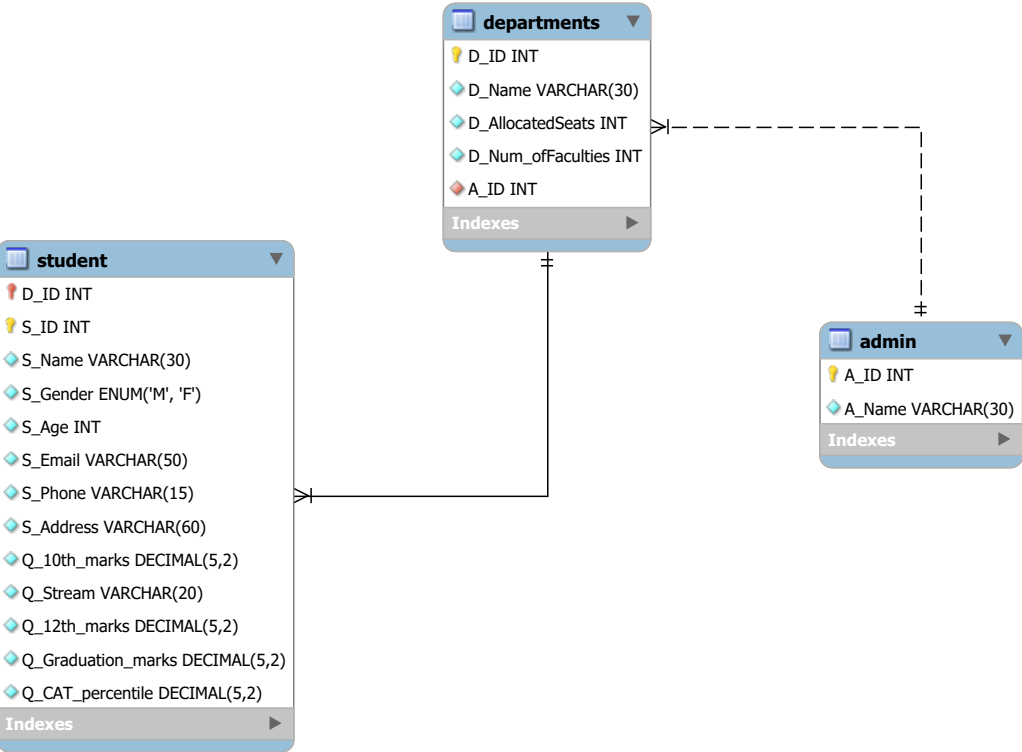 departments
D_ID INT
D_Name VARCHAR(30)
D_AllocatedSeats INT
D_Num_ofFaculties INT
A_ID INT
Indexes
student
D_ID INT
S_ID INT
S_Name VARCHAR(30)
S_Gender ENUM('M', 'F')
S_Age INT
S_Email VARCHAR(50)
S_Phone VARCHAR(15)
S_Address VARCHAR(60)
Q_10th_marks DECIMAL(5,2)
Q_Stream VARCHAR(20)
Q_12th_marks DECIMAL(5,2)
Q_Graduation_marks DECIMAL(5,2)
Q_CAT_percentile DECIMAL(5,2)
Indexes
admin
A_ID INT
A_Name VARCHAR(30)
Indexes